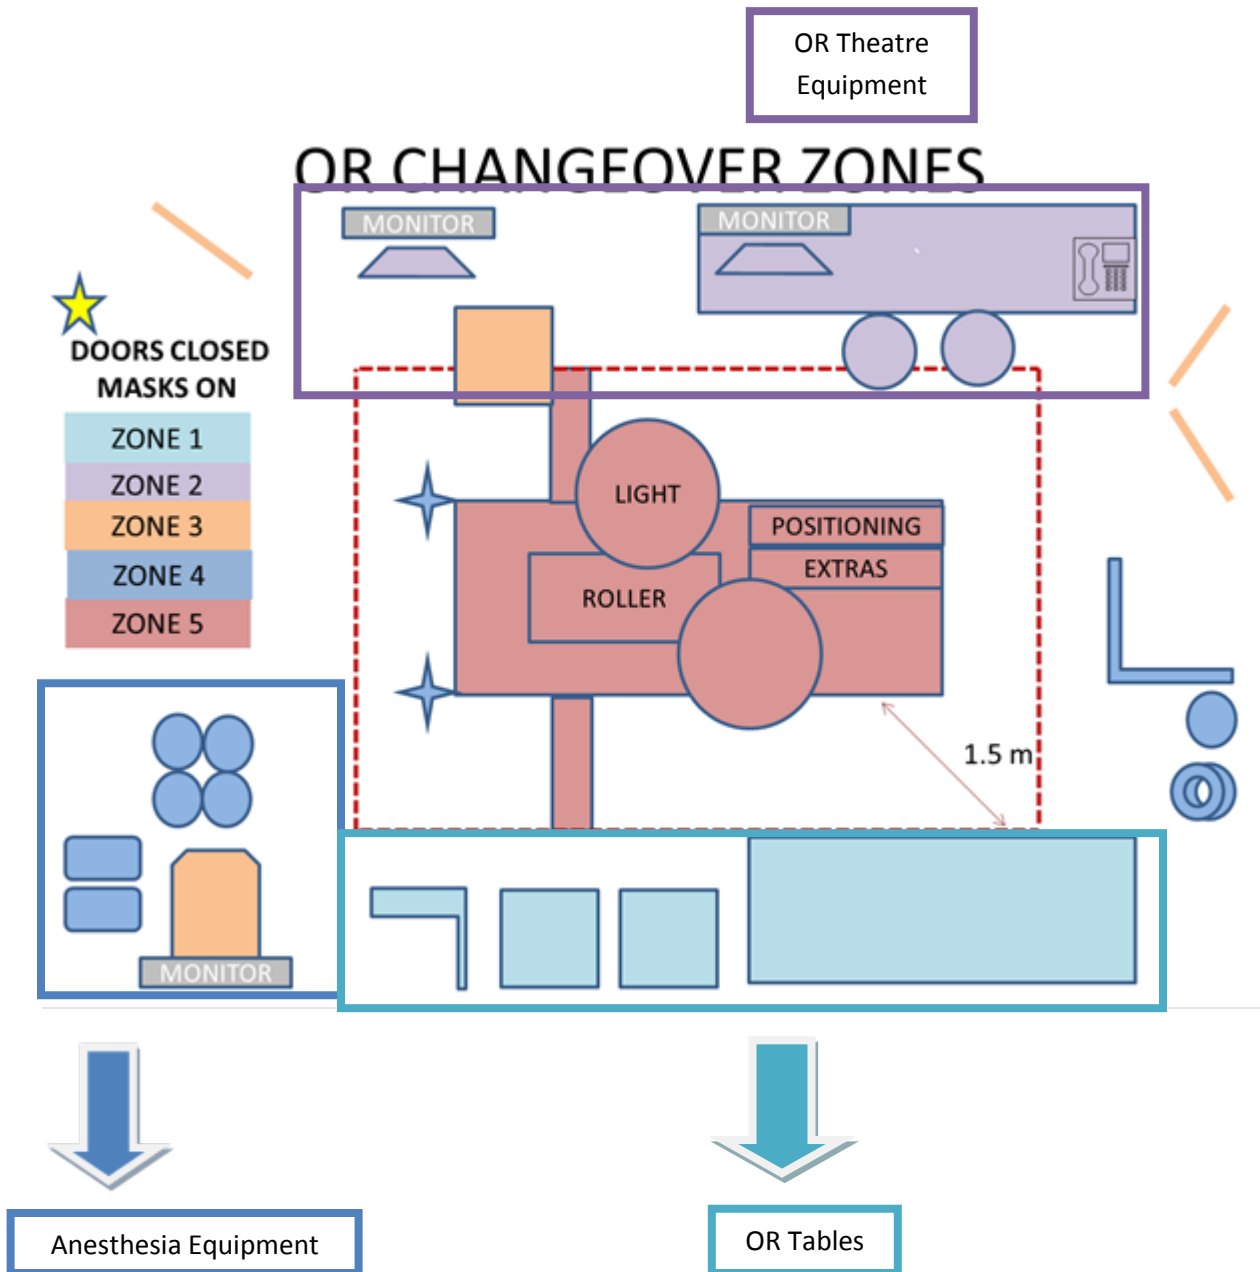 OR Theatre
Equipment
OR CHANGEOVER ZONES
MONITOR
MONITOR
DOORS CLOSED
MASKS ON
ZONE 1
ZONE 2
ZONE 3
ZONE 4
ZONE 5
LIGHT
POSITIONING
EXTRAS
ROLLER
1.5 m
MONITOR
Anesthesia Equipment
OR Tables